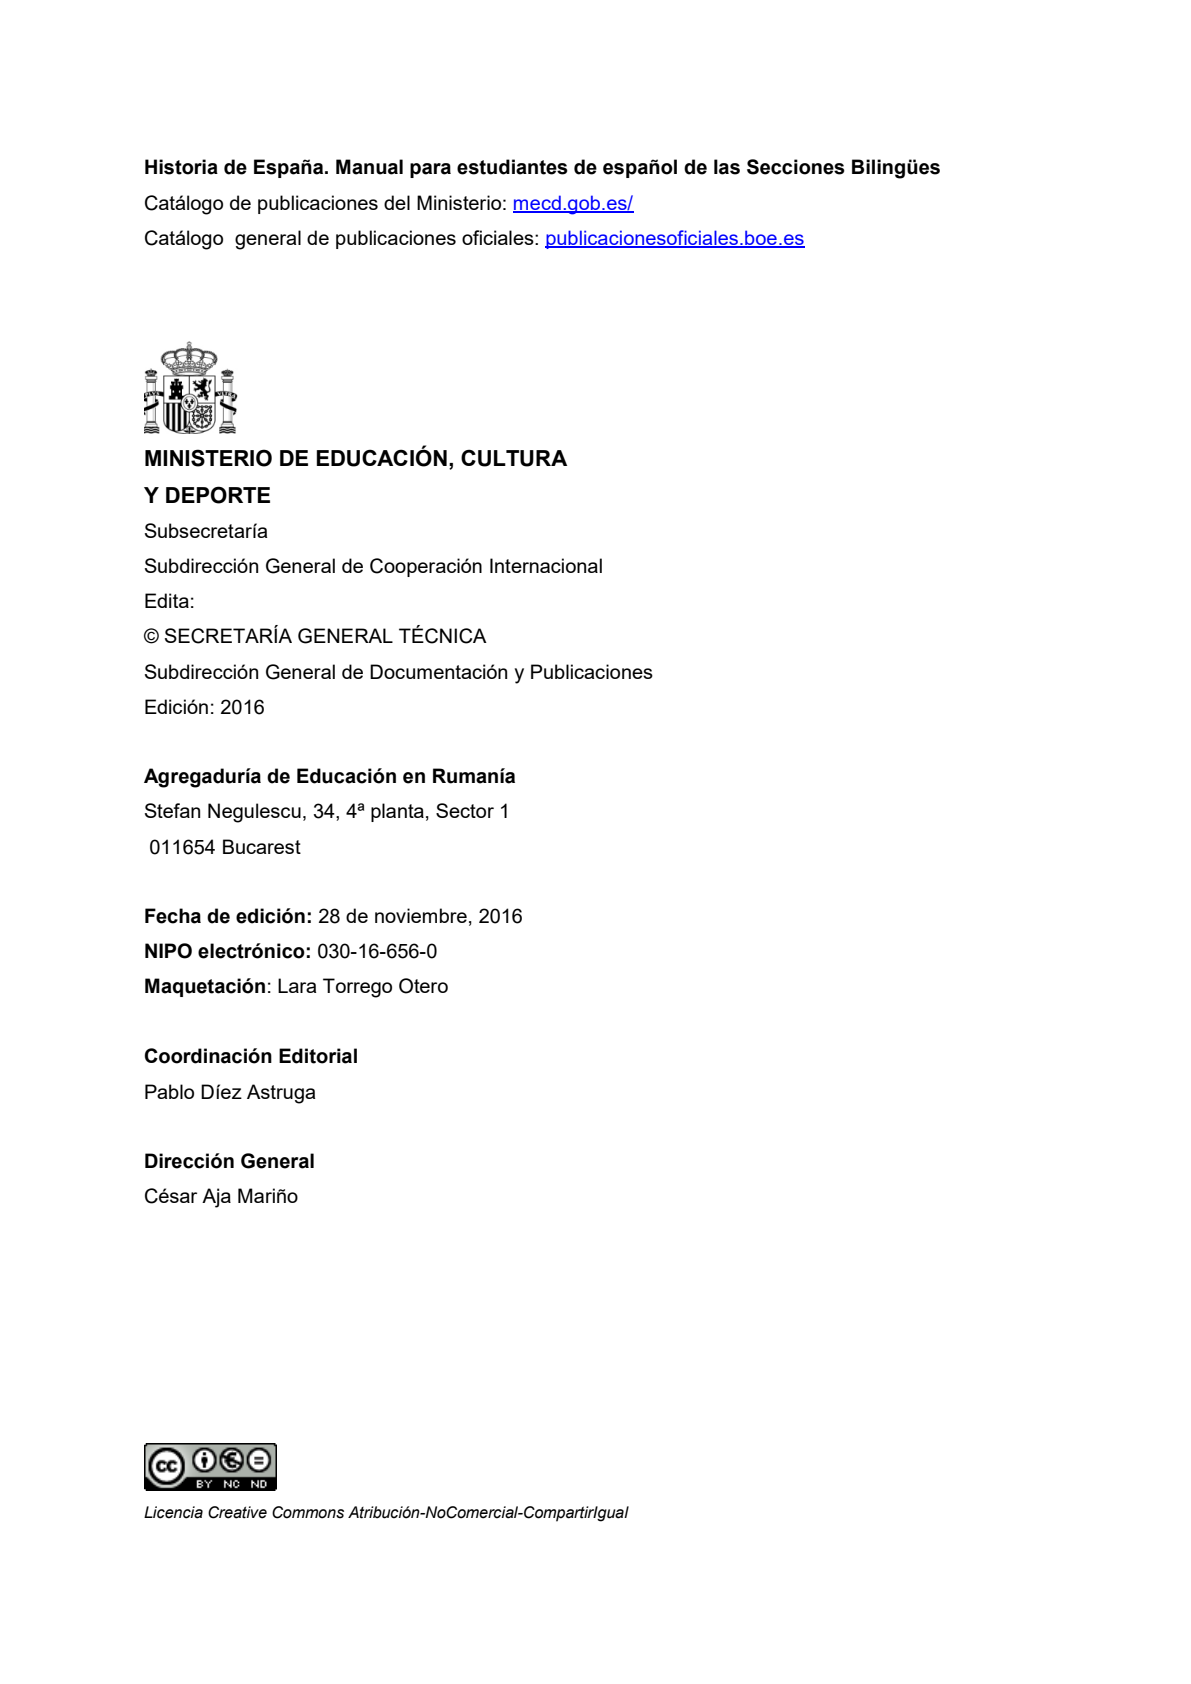 Historia de España. Manual para estudiantes de español de las Secciones Bilingües
Catálogo de publicaciones del Ministerio: mecd.gob.es/
Catálogo  general de publicaciones oficiales: publicacionesoficiales.boe.es
PLVS VLTRA
MINISTERIO DE EDUCACIÓN, CULTURA
Y DEPORTE
Subsecretaría
Subdirección General de Cooperación Internacional
Edita:
© SECRETARÍA GENERAL TÉCNICA
Subdirección General de Documentación y Publicaciones
Edición: 2016
Agregaduría de Educación en Rumanía
Stefan Negulescu, 34, 4ª planta, Sector 1
011654 Bucarest
Fecha de edición: 28 de noviembre, 2016
NIPO electrónico: 030-16-656-0
Maquetación: Lara Torrego Otero
Coordinación Editorial
Pablo Díez Astruga
Dirección General
César Aja Mariño
cc BY NC ND
Licencia Creative Commons Atribución-NoComercial-CompartirIgual